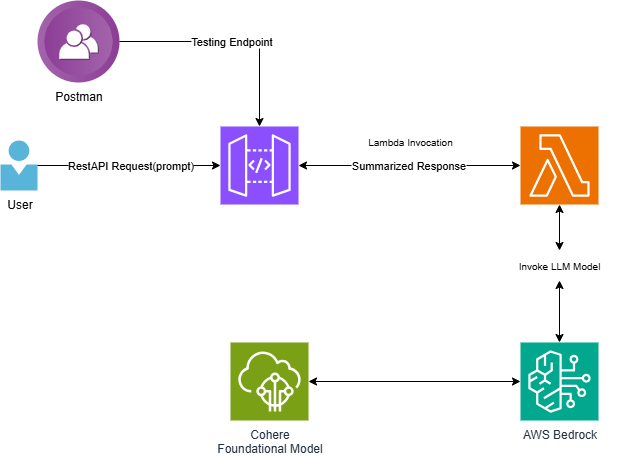 Testing Endpoint
Postman
Lambda Invocation
RestAPI Request(prompt)
</>
Summarized Response
User
Invoke LLM Model
Cohere
Foundational Model
AWS Bedrock